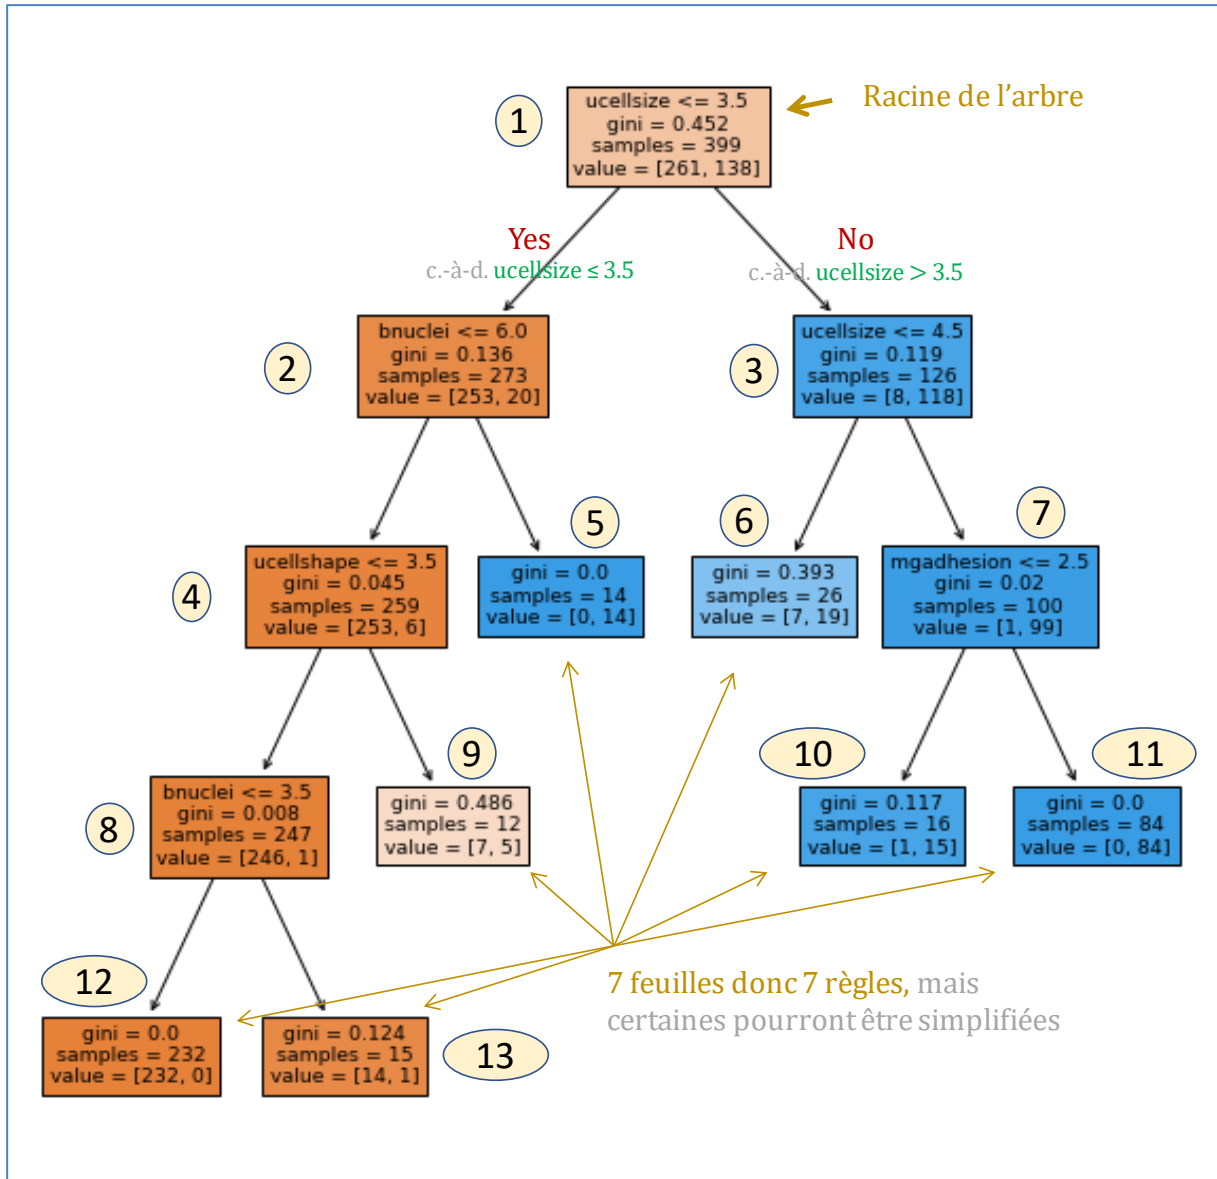 Racine de l'arbre
1
ucellsize <= 3.5
gini = 0.452
samples = 399
value = [261, 138]
Yes
c.-à-d. ucellsize ≤ 3.5
No
c.-à-d. ucellsize > 3.5
2
bnuclei <= 6.0
gini = 0.136
samples = 273
value = [253, 20]
3
ucellsize <= 4.5
gini = 0.119
samples = 126
value = [8, 118]
4
ucellshape <= 3.5
gini = 0.045
samples = 259
value = [253, 6]
5
gini = 0.0
samples = 14
value = [0, 14]
6
gini = 0.393
samples = 26
value = [7, 19]
7
mgadhesion <= 2.5
gini = 0.02
samples = 100
value = [1, 99]
8
bnuclei <= 3.5
gini = 0.008
samples = 247
value = [246, 1]
9
gini = 0.486
samples = 12
value = [7, 5]
10
gini = 0.117
samples = 16
value = [1, 15]
11
gini = 0.0
samples = 84
value = [0, 84]
12
gini = 0.0
samples = 232
value = [232, 0]
13
gini = 0.124
samples = 15
value = [14, 1]
7 feuilles donc 7 règles, mais
certaines pourront être simplifiées